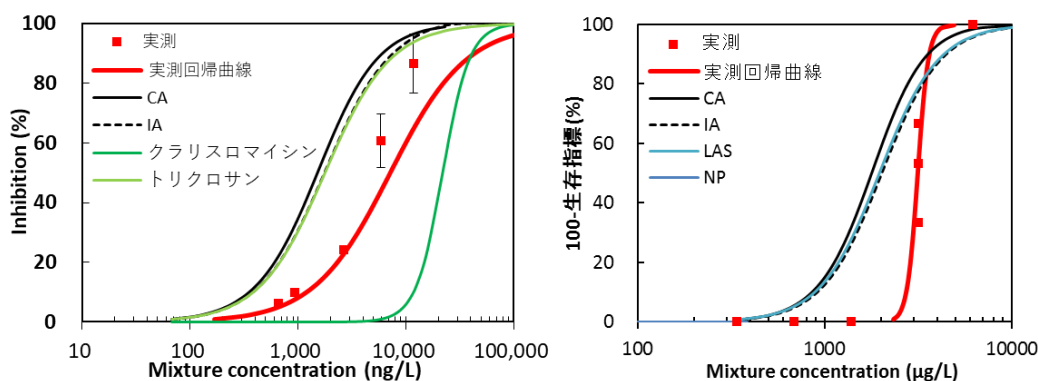 Inhibition (%)
100
80
60
40
20
0
実測
実測回帰曲線
CA
IA
クラリスロマイシン
トリクロサン
10
100
1,000
10,000
100,000
Mixture concentration (ng/L)
100-生存指標(%)
100
80
60
40
20
0
実測
実測回帰曲線
CA
IA
LAS
NP
100
1000
10000
Mixture concentration (μg/L)